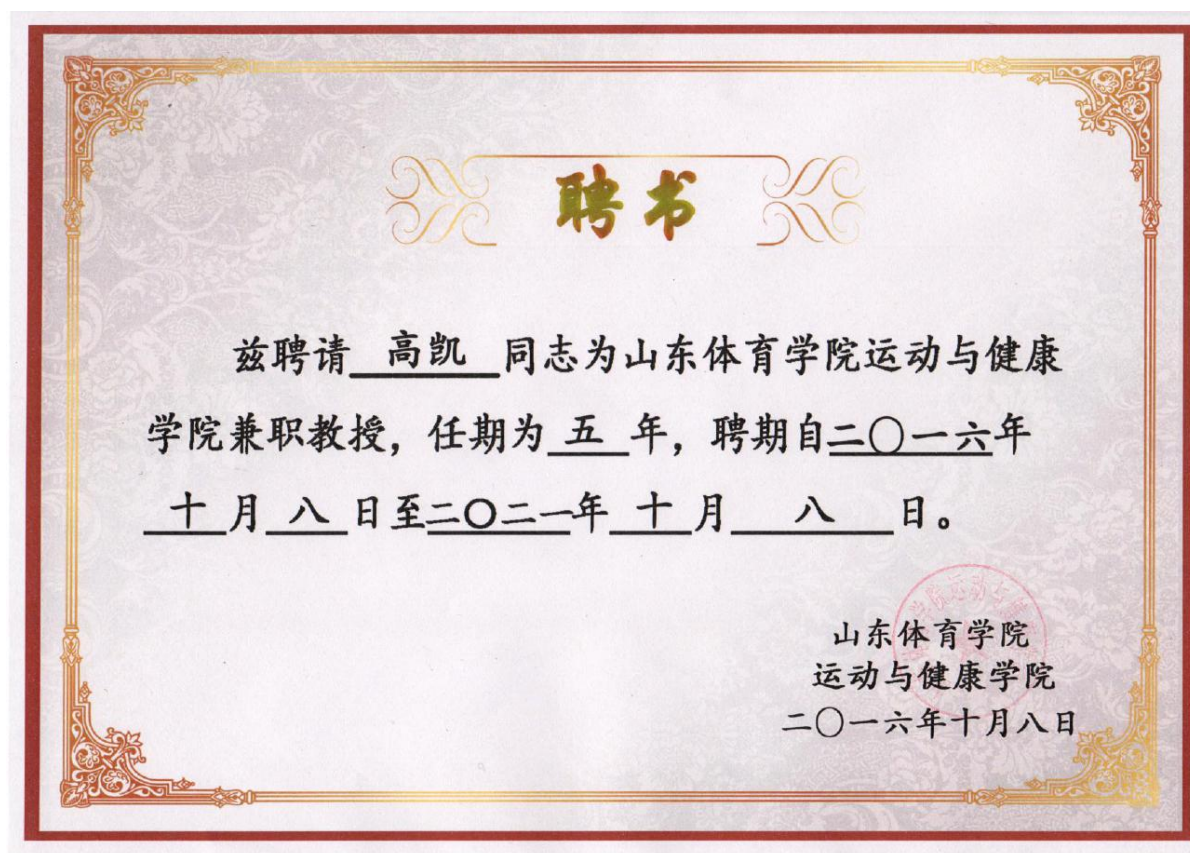 聘书
兹聘请 高凯 同志为山东体育学院运动与健康
学院兼职教授，任期为 五 年，聘期自二〇一六年
十 月 八 日至二〇二一年 十 月 八 日。
山东体育学院
运动与健康学院
二〇一六年十月八日